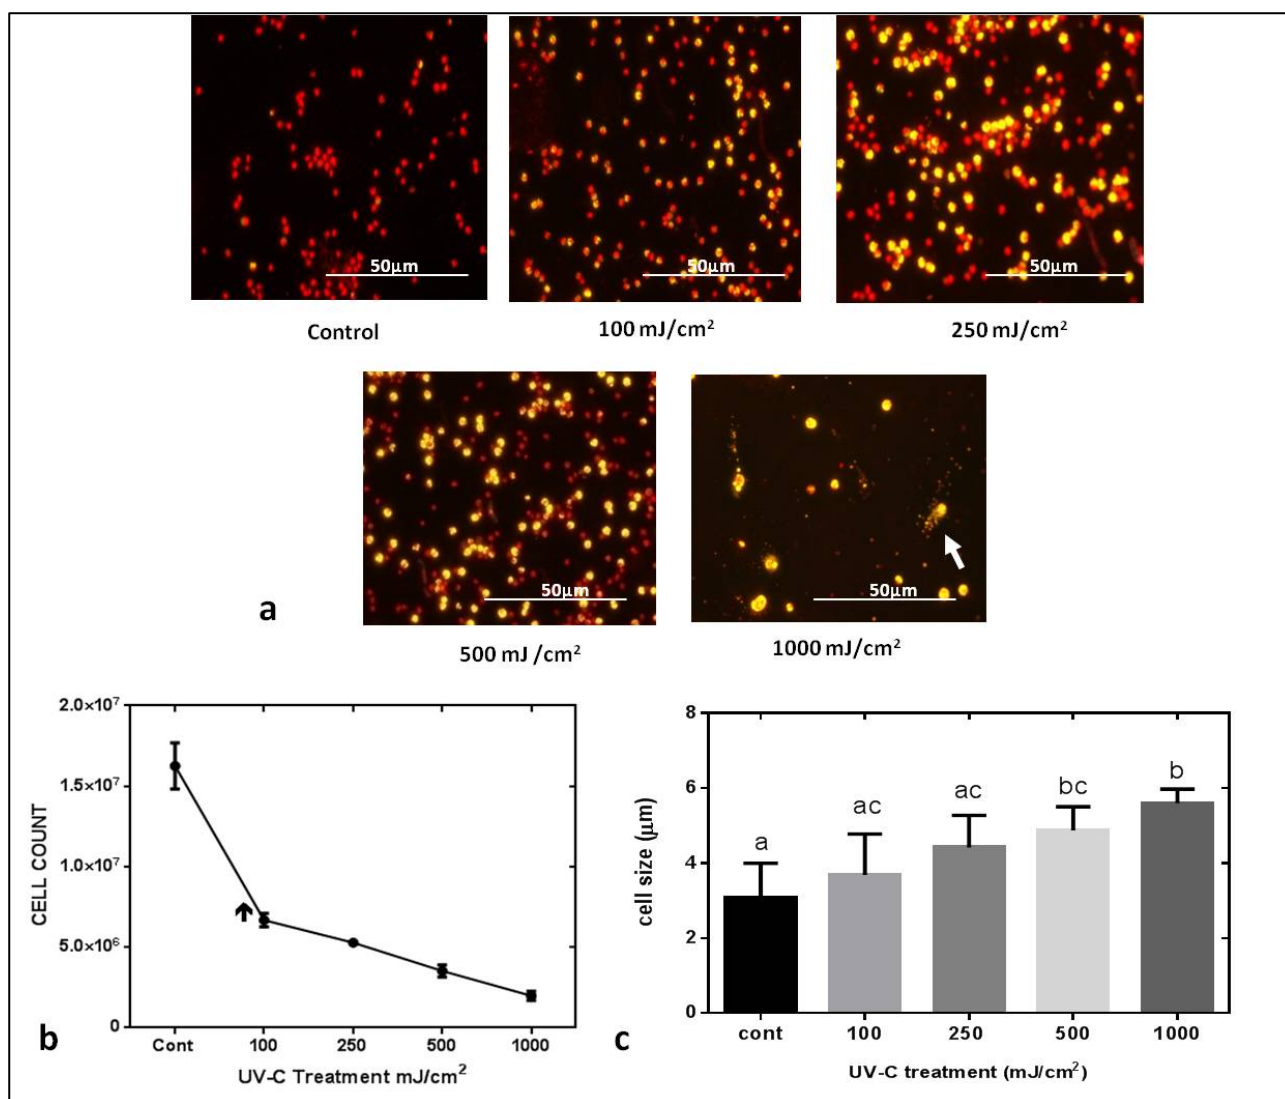 50μm
50μm
50μm
Control
100 mJ/cm²
250 mJ/cm²
50μm
50μm
a
500 mJ /cm²
1000 mJ/cm²
2.0×10⁷
1.5×10⁷
1.0×10⁷
5.0×10⁶
0
CELL COUNT
Cont 100 250 500 1000
UV-C Treatment mJ/cm²
b
8
6
4
2
0
cell size (μm)
a
ac
ac
bc
b
cont 100 250 500 1000
UV-C treatment (mJ/cm²)
c